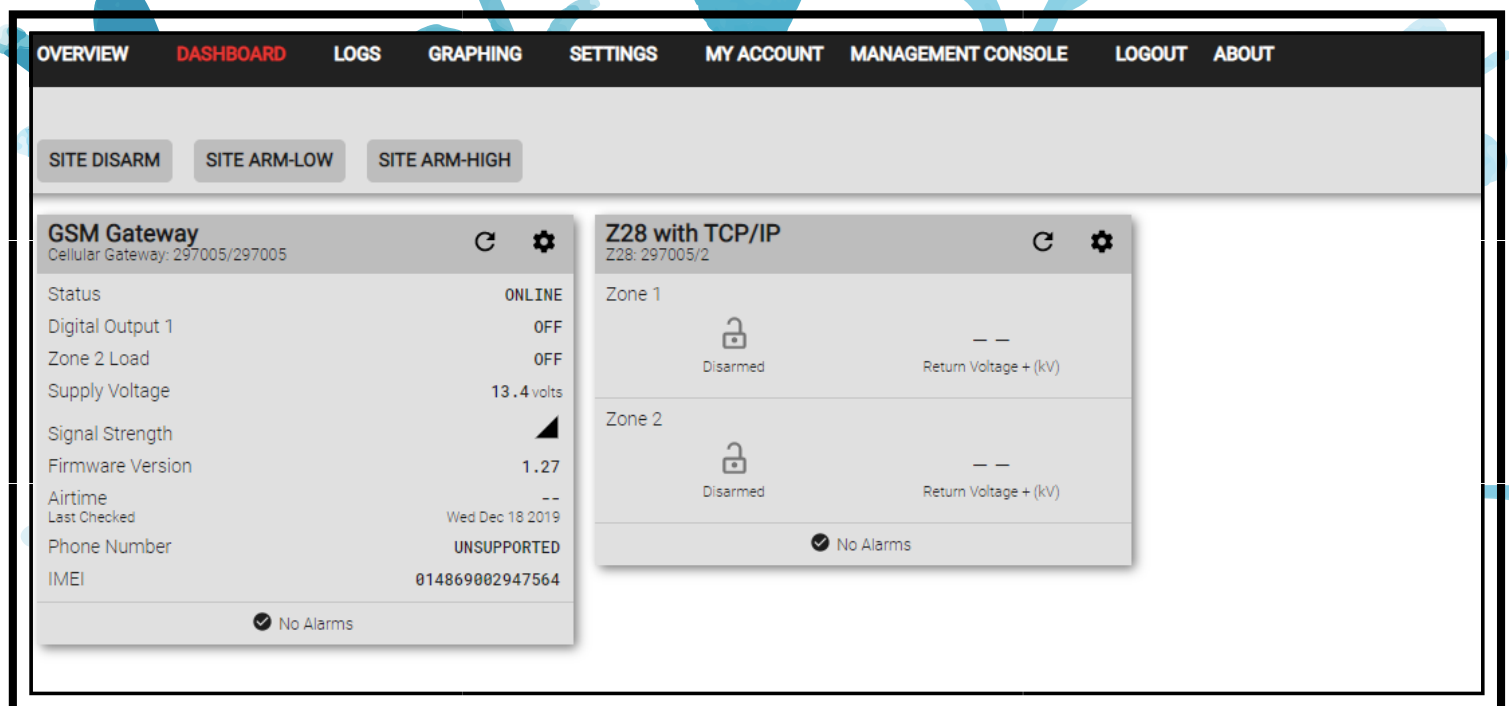 OVERVIEW DASHBOARD LOGS GRAPHING SETTINGS MY ACCOUNT MANAGEMENT CONSOLE LOGOUT ABOUT
SITE DISARM SITE ARM-LOW SITE ARM-HIGH
GSM Gateway
Cellular Gateway: 297005/297005
Status ONLINE
Digital Output 1 OFF
Zone 2 Load OFF
Supply Voltage 13.4 volts
Signal Strength
Firmware Version 1.27
Airtime --
Last Checked Wed Dec 18 2019
Phone Number UNSUPPORTED
IMEI 014869002947564
No Alarms
Z28 with TCP/IP
Z28: 297005/2
Zone 1
– –
Disarmed Return Voltage + (kV)
Zone 2
– –
Disarmed Return Voltage + (kV)
No Alarms